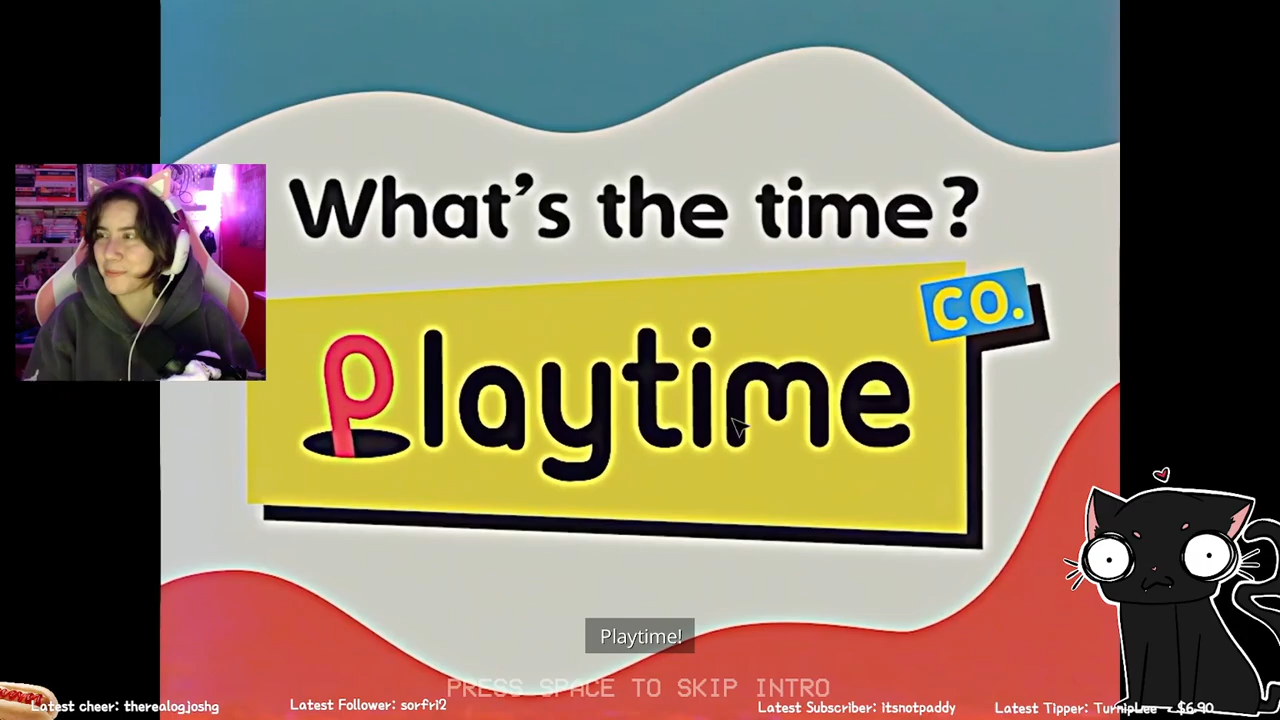 What's the time?
Playtime
CO.
Playtime!
PRESS SPACE TO SKIP INTRO
Latest cheer: therealogjoshg
Latest Follower: sorfri2
Latest Subscriber: itsnotpaddy
Latest Tipper: TurnipLee - $6.90